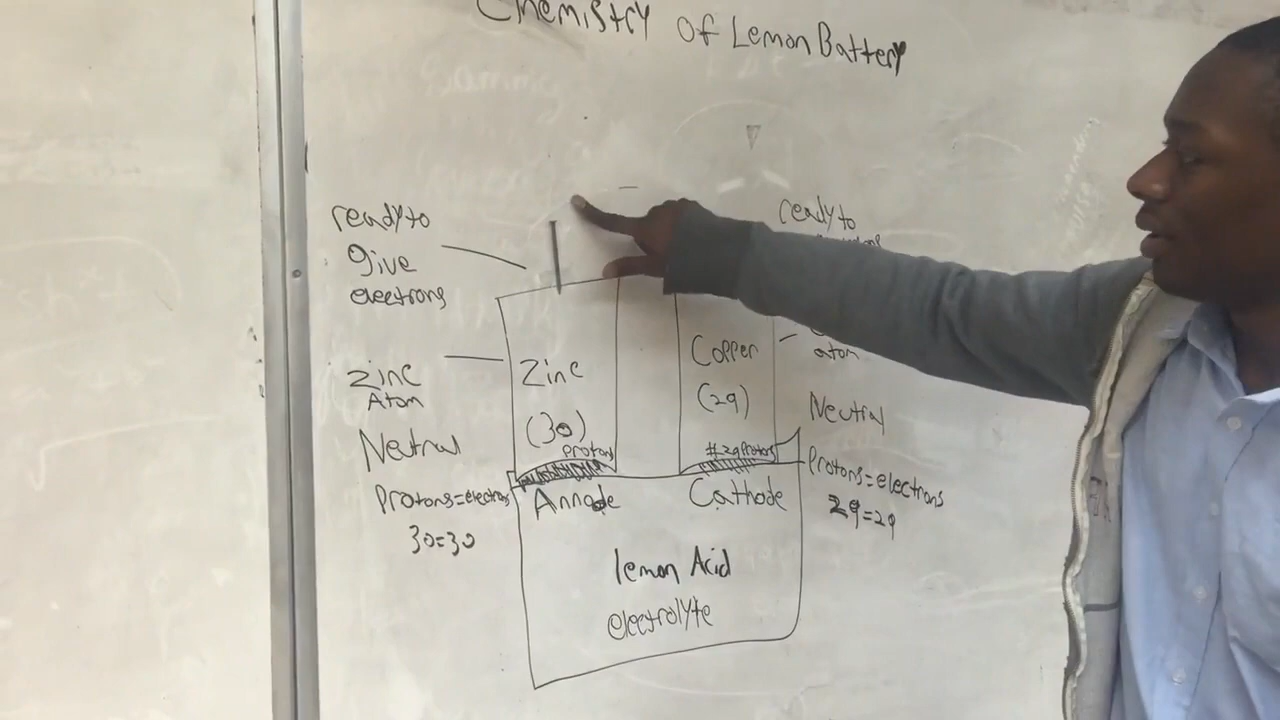 Chemistry of Lemon Battery
ready to
give
electrons
ready to
Zinc
Atom
Neutral
Protons=electrons
30=30
Zinc
(30)
protons
Copper
(29)
#29 Protons
atom
Neutral
Protons=electrons
29=29
Annode
Cathode
lemon Acid
electrolyte